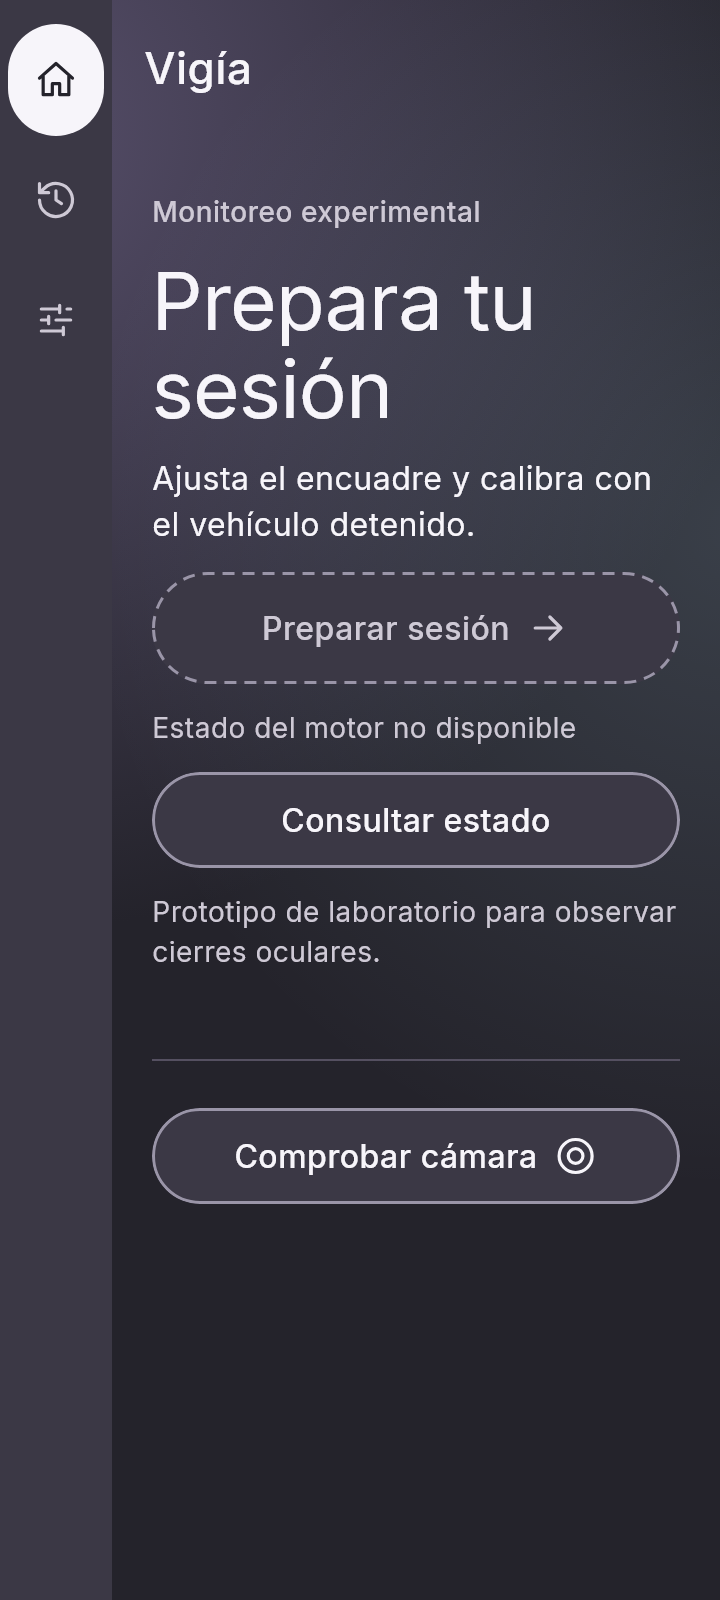 Vigía
Monitoreo experimental
Prepara tu
sesión
Ajusta el encuadre y calibra con
el vehículo detenido.
Preparar sesión
Estado del motor no disponible
Consultar estado
Prototipo de laboratorio para observar
cierres oculares.
Comprobar cámara